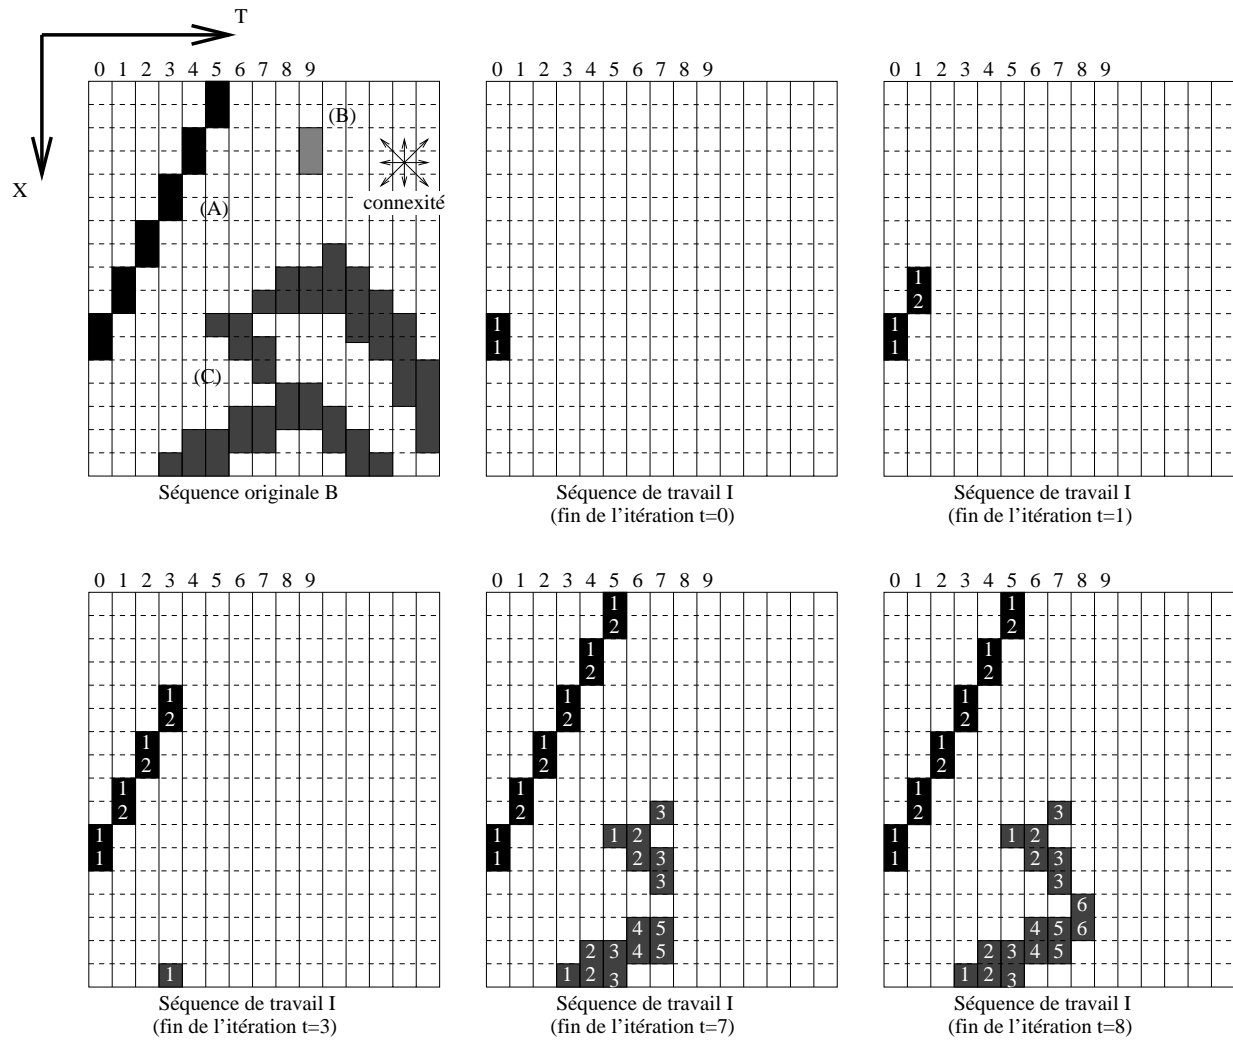 T
X
0 1 2 3 4 5 6 7 8 9
(B)
connexité
(A)
(C)
Séquence originale B
0 1 2 3 4 5 6 7 8 9
1
1
Séquence de travail I
(fin de l'itération t=0)
0 1 2 3 4 5 6 7 8 9
1
2
1
1
Séquence de travail I
(fin de l'itération t=1)
0 1 2 3 4 5 6 7 8 9
1
2
1
2
1
2
1
1
1
Séquence de travail I
(fin de l'itération t=3)
0 1 2 3 4 5 6 7 8 9
1
2
1
2
1
2
1
2
1
2 3
1 1 2
1 2 3
3
4 5
2 3 4 5
1 2 3
Séquence de travail I
(fin de l'itération t=7)
0 1 2 3 4 5 6 7 8 9
1
2
1
2
1
2
1
2
1
2 3
1 1 2
1 2 3
3
6
4 5 6
2 3 4 5
1 2 3
Séquence de travail I
(fin de l'itération t=8)